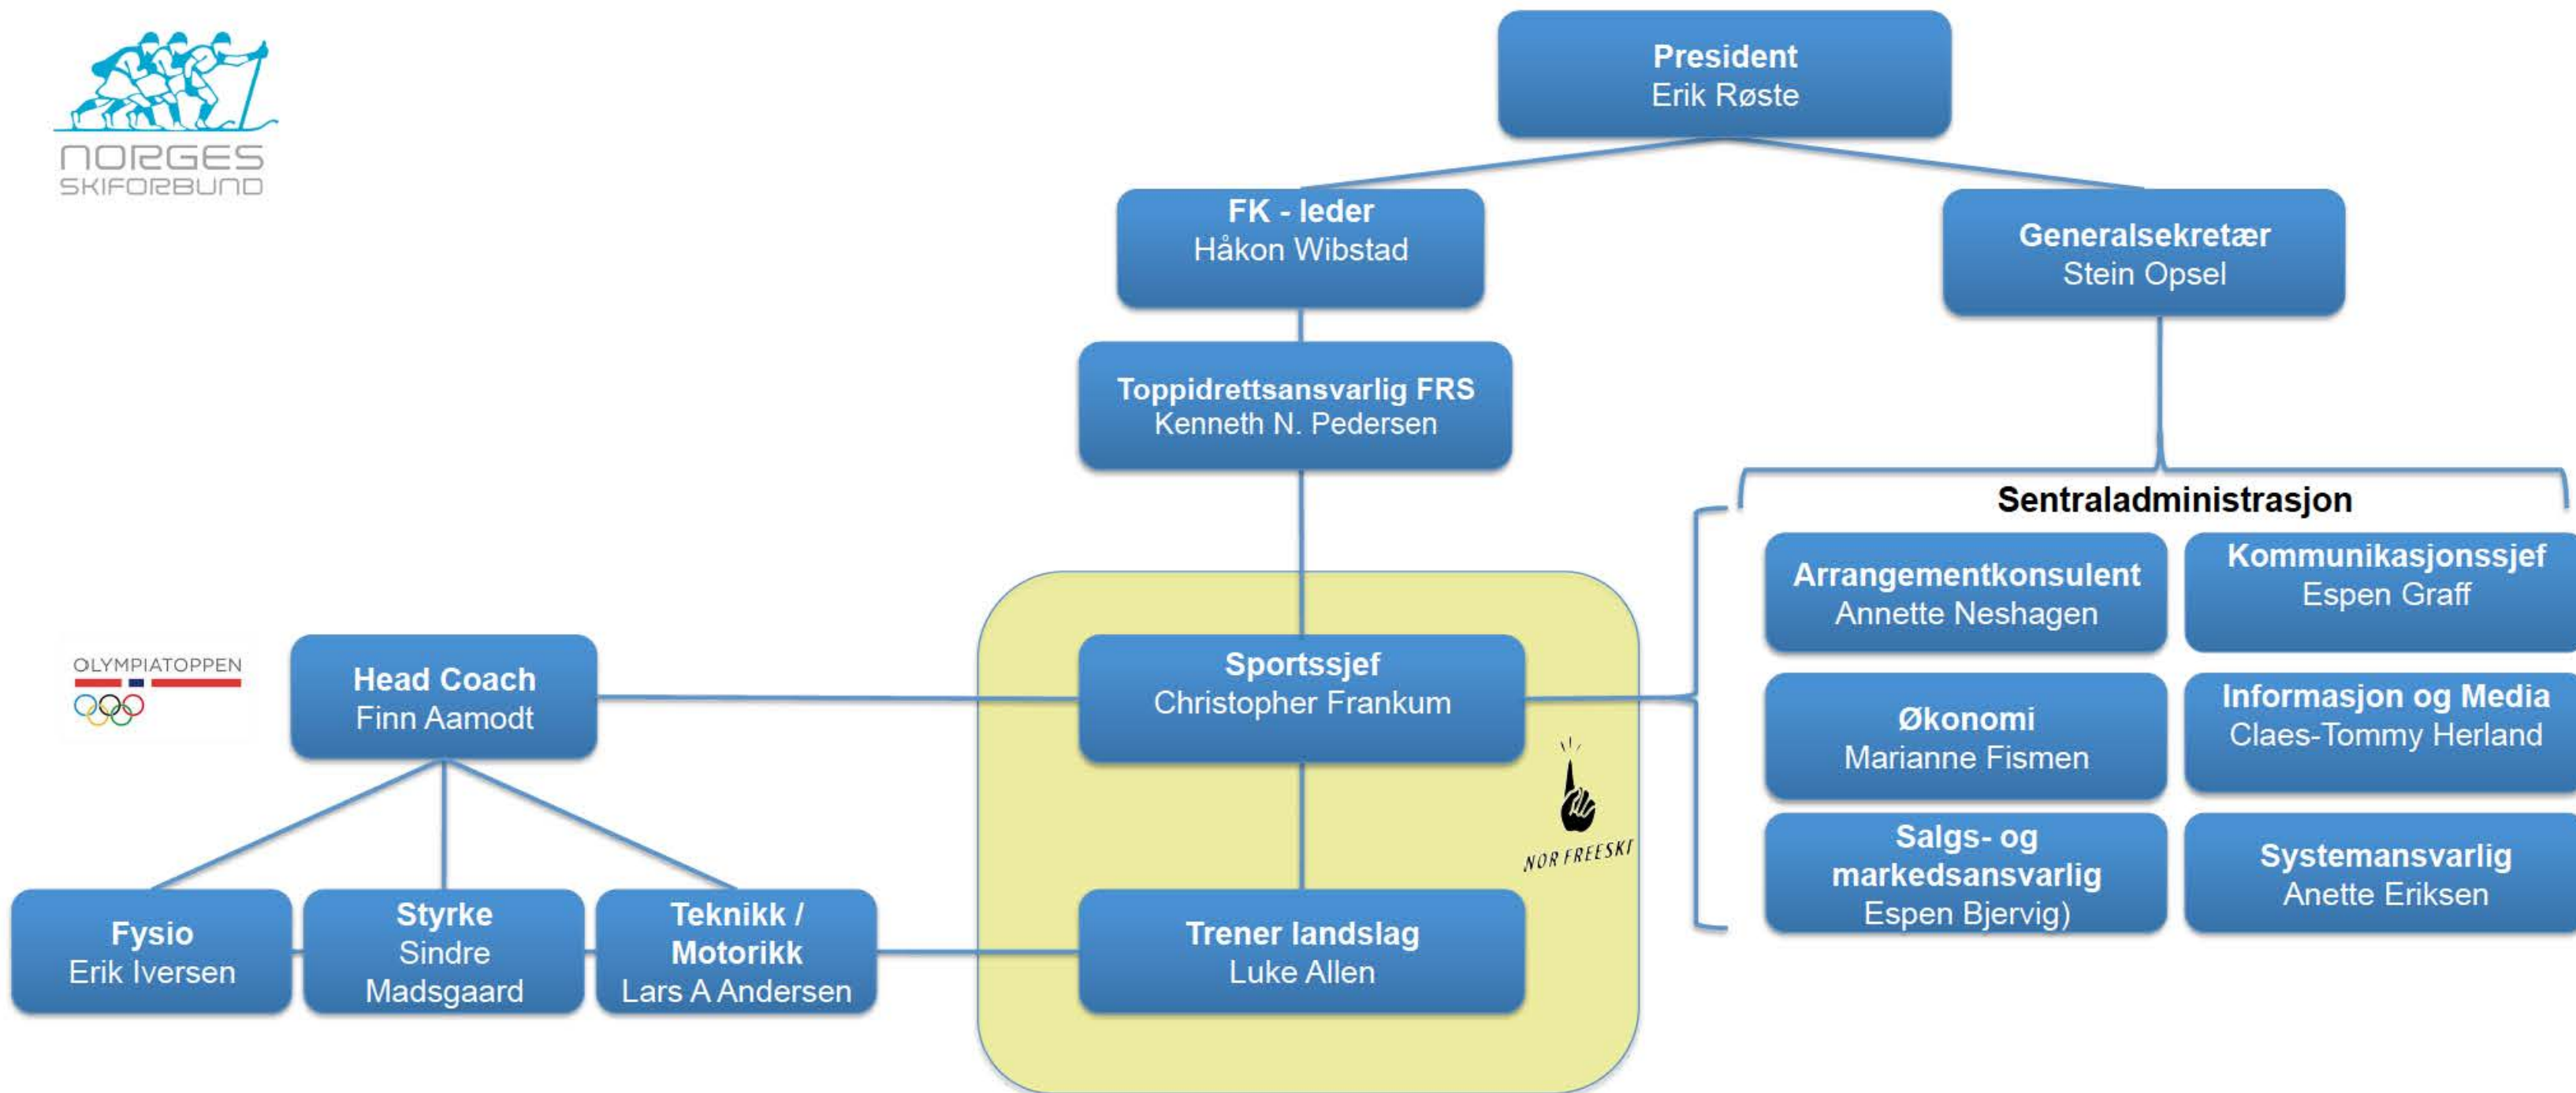 NORGES
SKIFORBUND
President
Erik Røste
FK - leder
Håkon Wibstad
Generalsekretær
Stein Opsel
Toppidrettsansvarlig FRS
Kenneth N. Pedersen
Sentraladministrasjon
Arrangementkonsulent
Annette Neshagen
Kommunikasjonssjef
Espen Graff
OLYMPIATOPPEN
Head Coach
Finn Aamodt
Sportssjef
Christopher Frankum
Økonomi
Marianne Fismen
Informasjon og Media
Claes-Tommy Herland
NOR FREESKI
Salgs- og
markedsansvarlig
Espen Bjervig)
Systemansvarlig
Anette Eriksen
Fysio
Erik Iversen
Styrke
Sindre
Madsgaard
Teknikk /
Motorikk
Lars A Andersen
Trener landslag
Luke Allen